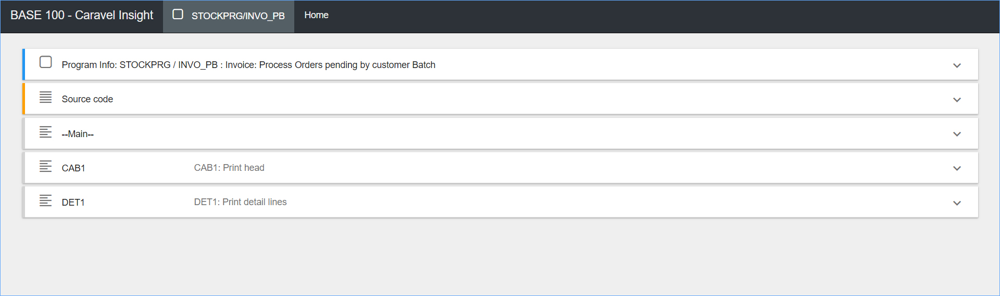 BASE 100 - Caravel Insight STOCKPRG/INVO_PB Home
Program Info: STOCKPRG / INVO_PB : Invoice: Process Orders pending by customer Batch
Source code
--Main--
CAB1 CAB1: Print head
DET1 DET1: Print detail lines